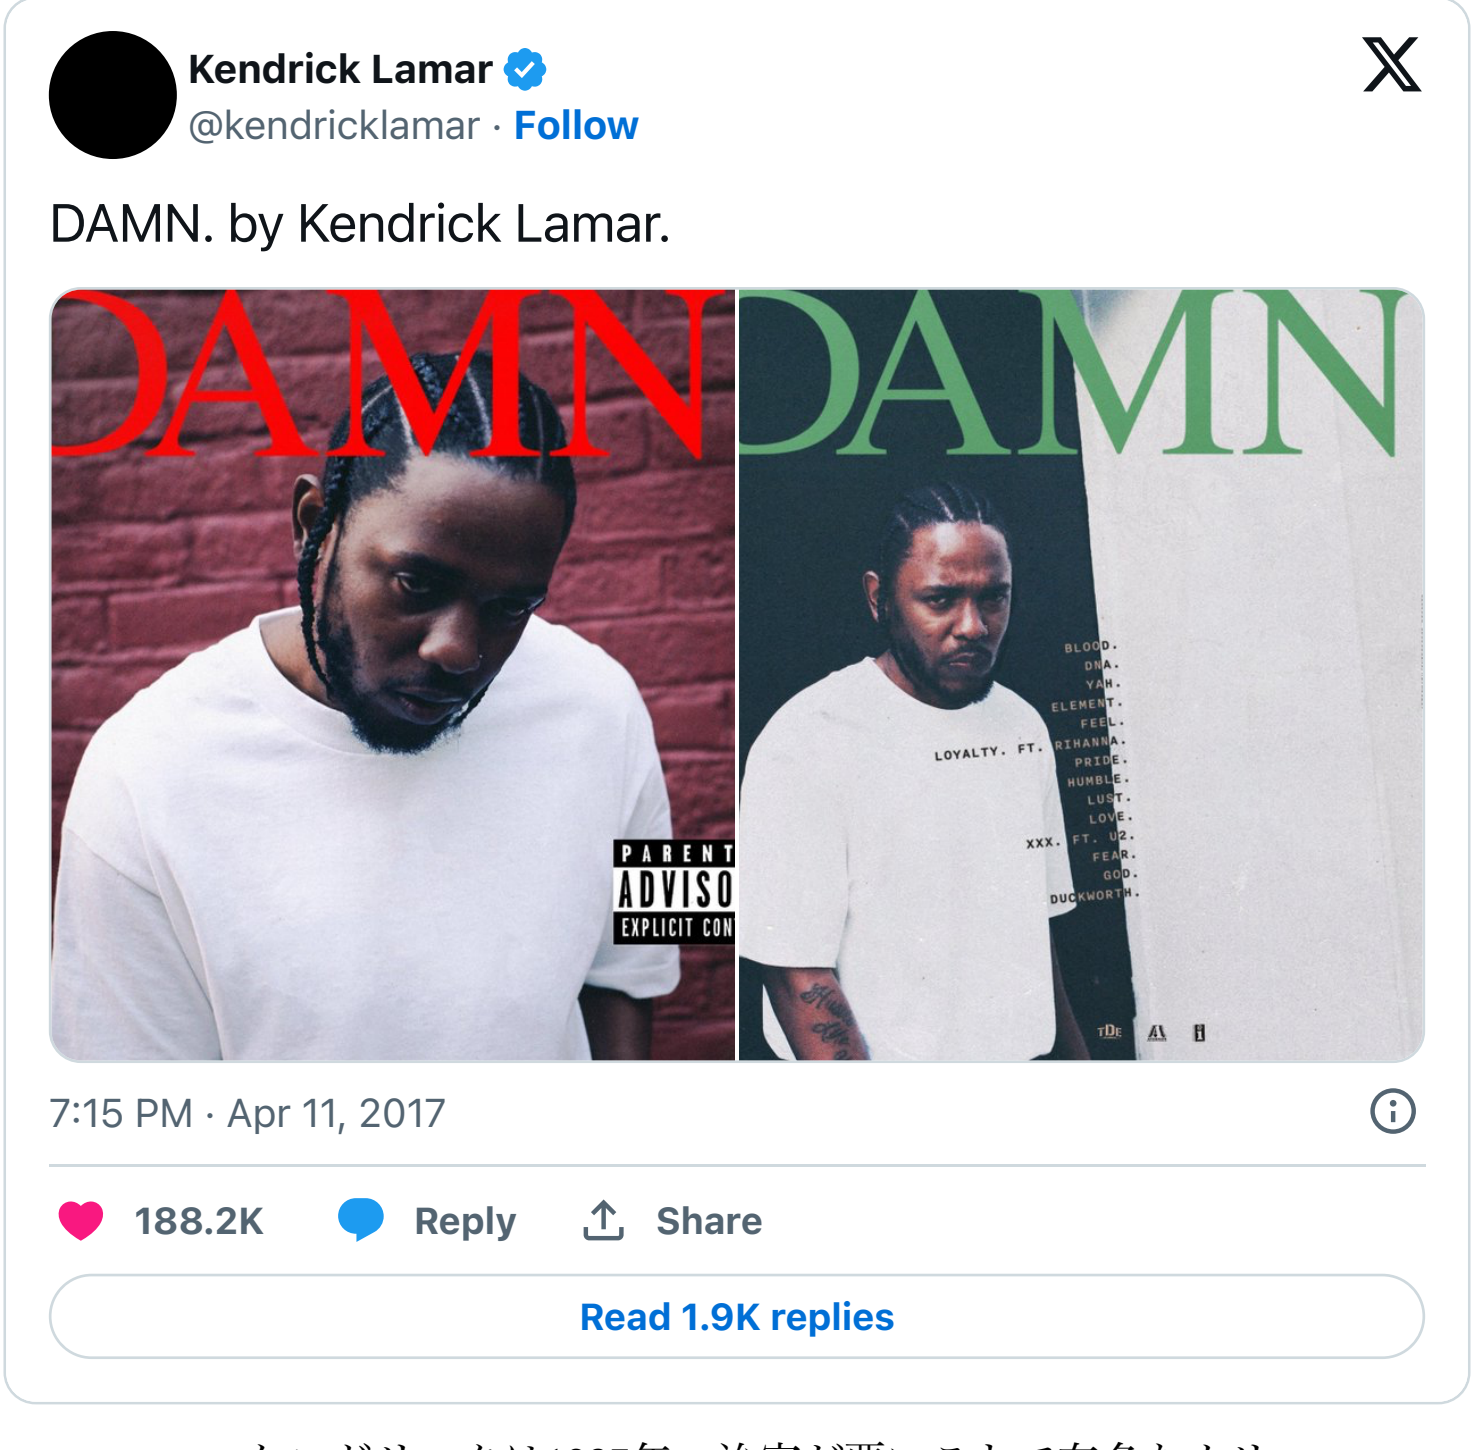 Kendrick Lamar
@kendricklamar · Follow
DAMN. by Kendrick Lamar.
DAMN
PARENT
ADVISO
EXPLICIT CON
DAMN
BLOOD.
DNA.
YAH.
ELEMENT.
FEEL.
LOYALTY. FT. RIHANNA.
PRIDE.
HUMBLE.
LUST.
LOVE.
XXX. FT. U2.
FEAR.
GOD.
DUCKWORTH.
TDE
7:15 PM · Apr 11, 2017
188.2K
Reply
Share
Read 1.9K replies